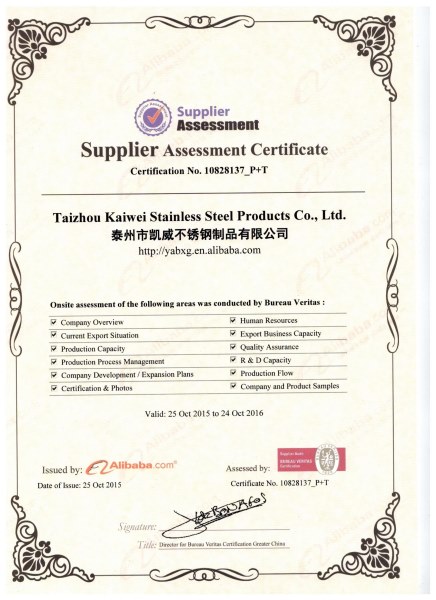 Supplier
Assessment
Supplier Assessment Certificate
Certification No. 10828137_P+T
Taizhou Kaiwei Stainless Steel Products Co., Ltd.
泰州市凯威不锈钢制品有限公司
http://yabxg.en.alibaba.com
Onsite assessment of the following areas was conducted by Bureau Veritas :
Company Overview
Human Resources
Current Export Situation
Export Business Capacity
Production Capacity
Quality Assurance
Production Process Management
R & D Capacity
Company Development / Expansion Plans
Production Flow
Certification & Photos
Company and Product Samples
Valid: 25 Oct 2015 to 24 Oct 2016
Issued by: Alibaba.com®
Assessed by:
BUREAU VERITAS
Certification
Date of Issue: 25 Oct 2015
Certificate No. 10828137_P+T
Signature:
Title: Director for Bureau Veritas Certification Greater China